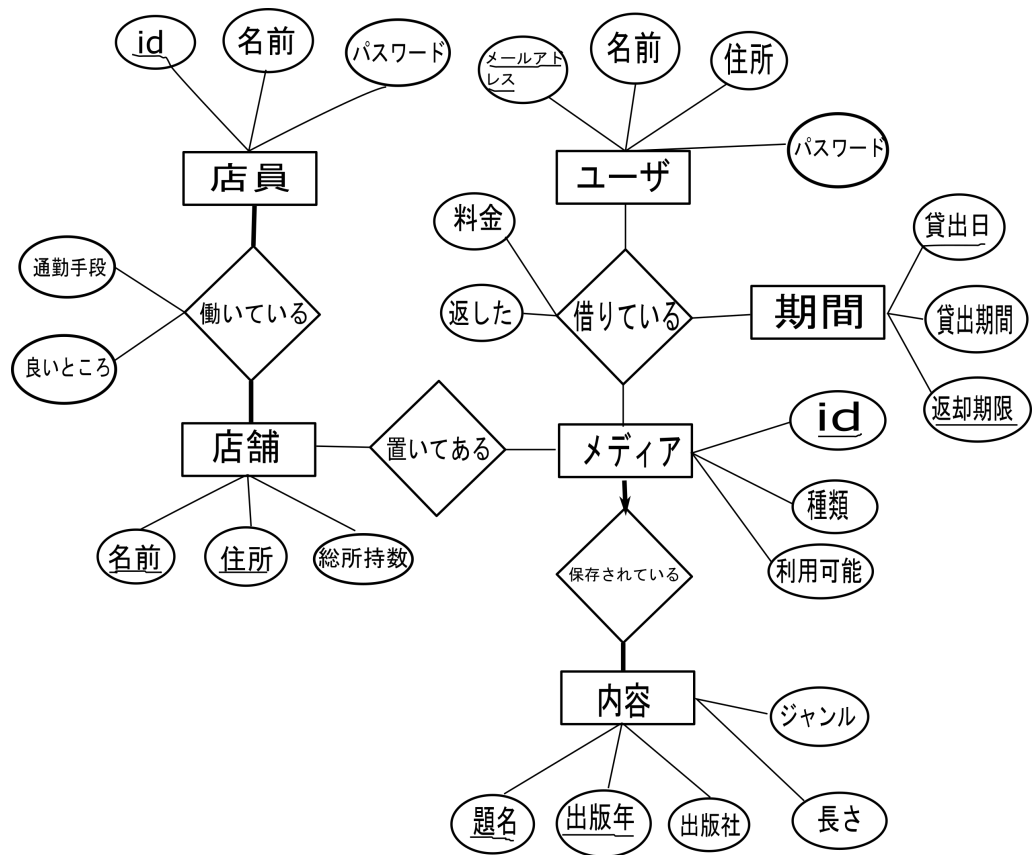 id
名前
パスワード
メールアド
レス
名前
住所
パスワード
店員
ユーザ
料金
貸出日
通勤手段
働いている
返した
借りている
期間
貸出期間
良いところ
返却期限
店舗
置いてある
メディア
id
種類
名前
住所
総所持数
保存されている
利用可能
内容
ジャンル
題名
出版年
出版社
長さ